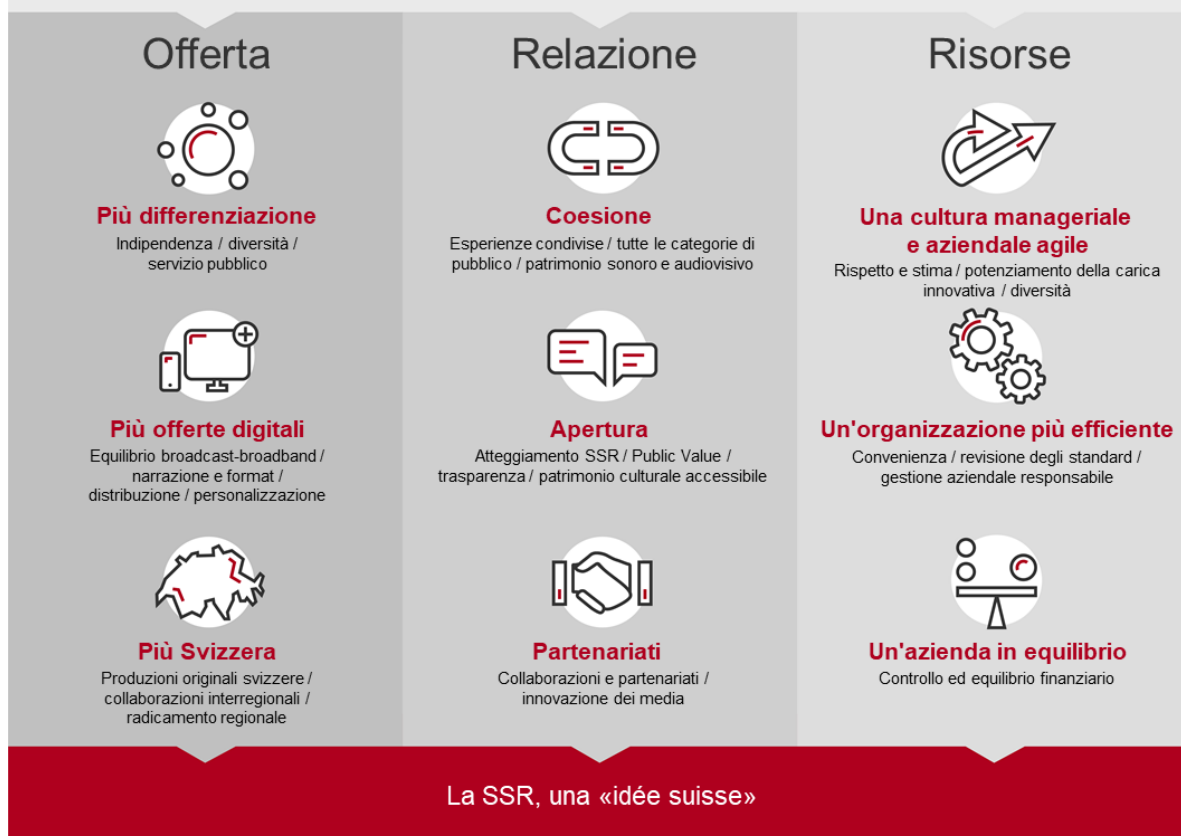 Offerta
Più differenziazione
Indipendenza / diversità /
servizio pubblico
Più offerte digitali
Equilibrio broadcast-broadband /
narrazione e format /
distribuzione / personalizzazione
Più Svizzera
Produzioni originali svizzere /
collaborazioni interregionali /
radicamento regionale
Relazione
Coesione
Esperienze condivise / tutte le categorie di
pubblico / patrimonio sonoro e audiovisivo
Apertura
Atteggiamento SSR / Public Value /
trasparenza / patrimonio culturale accessibile
Partenariati
Collaborazioni e partenariati /
innovazione dei media
Risorse
Una cultura manageriale
e aziendale agile
Rispetto e stima / potenziamento della carica
innovativa / diversità
Un'organizzazione più efficiente
Convenienza / revisione degli standard /
gestione aziendale responsabile
Un'azienda in equilibrio
Controllo ed equilibrio finanziario
La SSR, una «idée suisse»